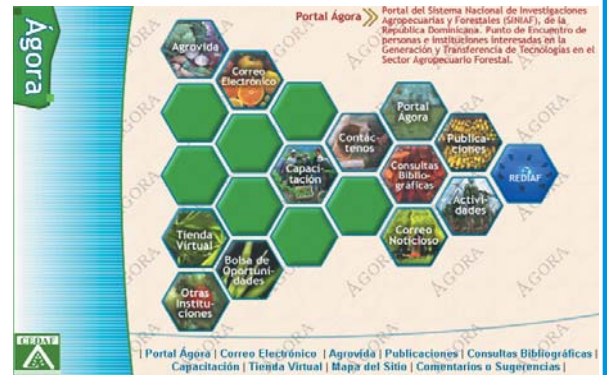 Ágora
Portal Ágora
Portal del Sistema Nacional de Investigaciones
Agropecuarias y Forestales (SINIAF), de la
República Dominicana. Punto de Encuentro de
personas e Instituciones Interesadas en la
Generación y Transferencia de Tecnologías en el
Sector Agropecuario Forestal.
Agrovida
Correo
Electrónico
Portal
Ágora
Contác-
tenos
Publica-
ciones
Capaci-
tación
Consultas
Biblio-
gráficas
REDIAF
Activi-
dades
Tienda
Virtual
Correo
Noticioso
Bolsa de
Oportuni-
dades
Otras
Institu-
ciones
CEDAF
| Portal Ágora | Correo Electrónico | Agrovida | Publicaciones | Consultas Bibliográficas |
Capacitación | Tienda Virtual | Mapa del Sitio | Comentarios o Sugerencias |
ÁGORA